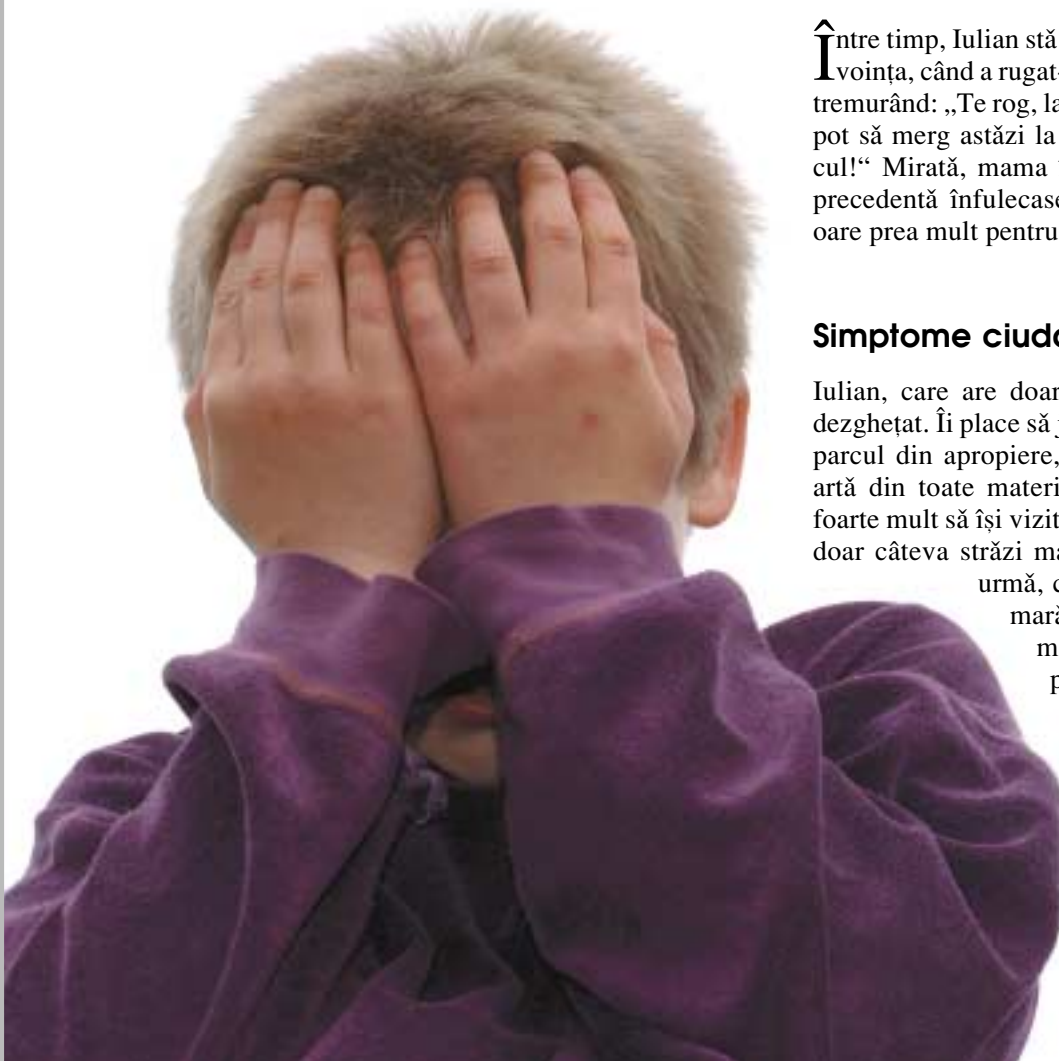 Între timp, Iulian stă
voința, când a rugat-
tremurând: „Te rog, la
pot să merg astăzi la
cul!“ Mirată, mama
precedentă înfulecase
oare prea mult pentru
Simptome ciuda
Iulian, care are doar
dezghețat. Îi place să j
parcul din apropiere,
artă din toate materi
foarte mult să își vizit
doar câteva străzi ma
urmă, c
mară
m
p